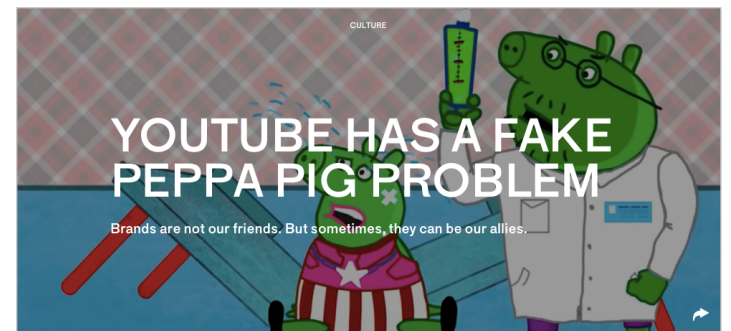 CULTURE
YOUTUBE HAS A FAKE
PEPPA PIG PROBLEM
Brands are not our friends. But sometimes, they can be our allies.